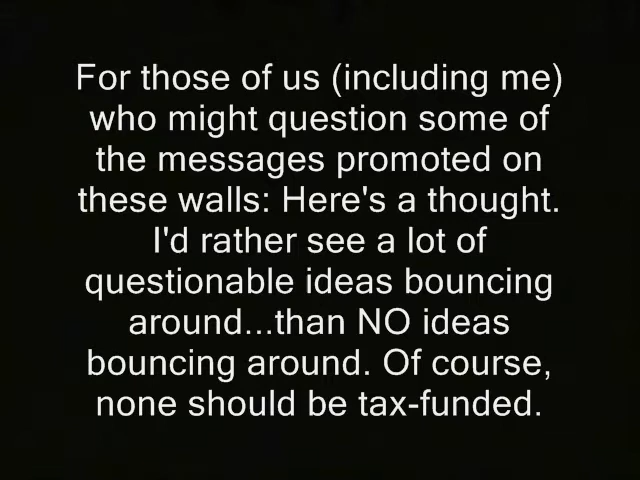 For those of us (including me)
who might question some of
the messages promoted on
these walls: Here's a thought.
I'd rather see a lot of
questionable ideas bouncing
around...than NO ideas
bouncing around. Of course,
none should be tax-funded.